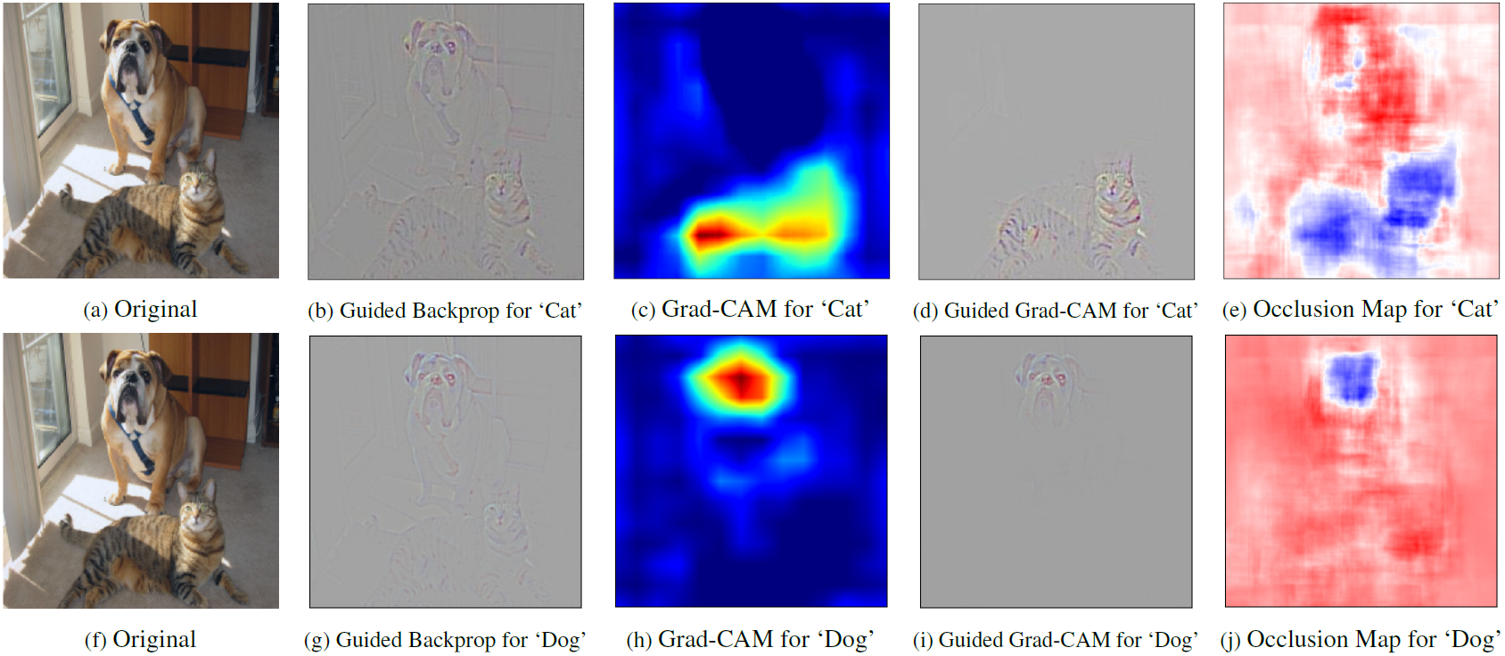 (a) Original
(b) Guided Backprop for ‘Cat’
(c) Grad-CAM for ‘Cat’
(d) Guided Grad-CAM for ‘Cat’
(e) Occlusion Map for ‘Cat’
(f) Original
(g) Guided Backprop for ‘Dog’
(h) Grad-CAM for ‘Dog’
(i) Guided Grad-CAM for ‘Dog’
(j) Occlusion Map for ‘Dog’